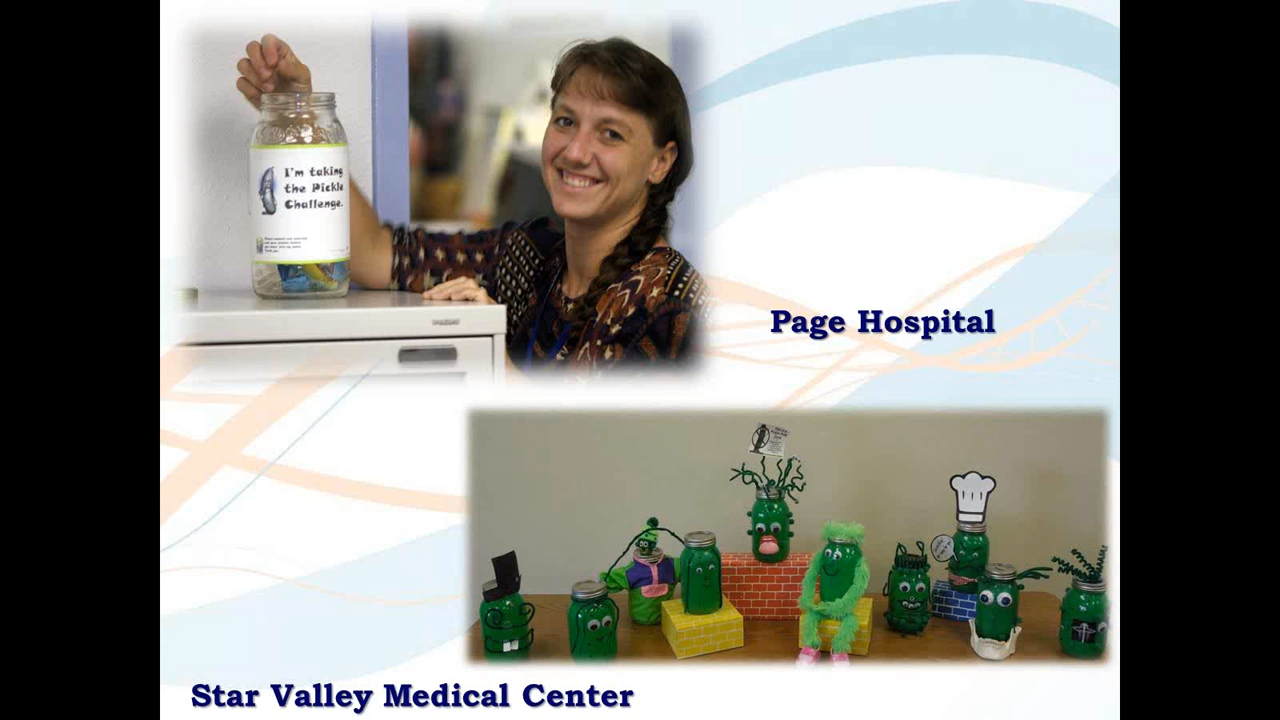 I'm taking
the Pickle
Challenge.
Page Hospital
Star Valley Medical Center